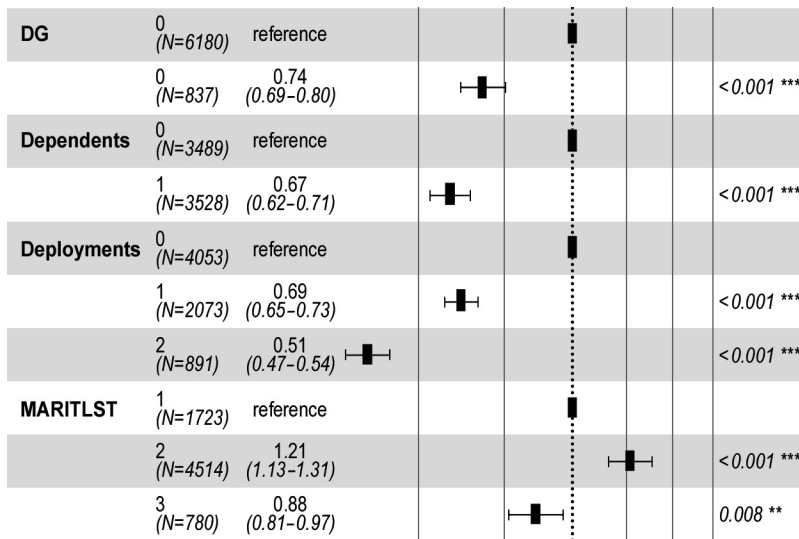 DG 0 reference
(N=6180)
0 0.74
(N=837) (0.69–0.80) <0.001 ***
Dependents 0 reference
(N=3489)
1 0.67
(N=3528) (0.62–0.71) <0.001 ***
Deployments 0 reference
(N=4053)
1 0.69
(N=2073) (0.65–0.73) <0.001 ***
2 0.51
(N=891) (0.47–0.54) <0.001 ***
MARITLST 1 reference
(N=1723)
2 1.21
(N=4514) (1.13–1.31) <0.001 ***
3 0.88
(N=780) (0.81–0.97) 0.008 **